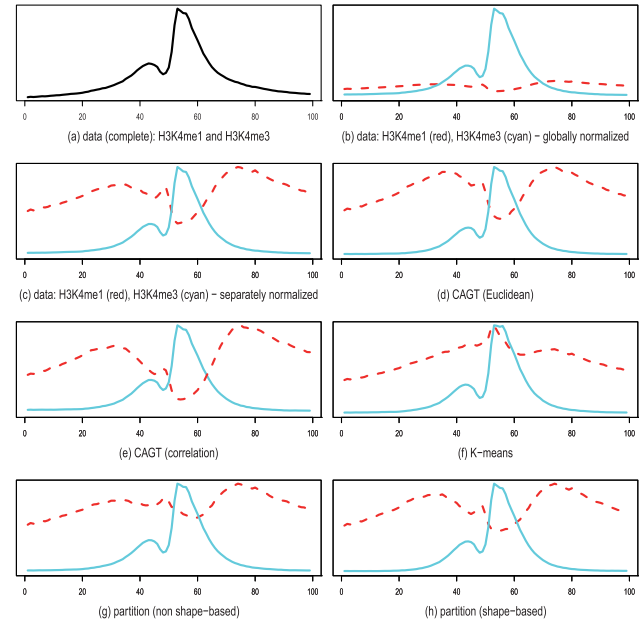 0 20 40 60 80 100
0 20 40 60 80 100
(a) data (complete): H3K4me1 and H3K4me3
(b) data: H3K4me1 (red), H3K4me3 (cyan) − globally normalized
0 20 40 60 80 100
0 20 40 60 80 100
(c) data: H3K4me1 (red), H3K4me3 (cyan) − separately normalized
(d) CAGT (Euclidean)
0 20 40 60 80 100
0 20 40 60 80 100
(e) CAGT (correlation)
(f) K−means
0 20 40 60 80 100
0 20 40 60 80 100
(g) partition (non shape−based)
(h) partition (shape−based)